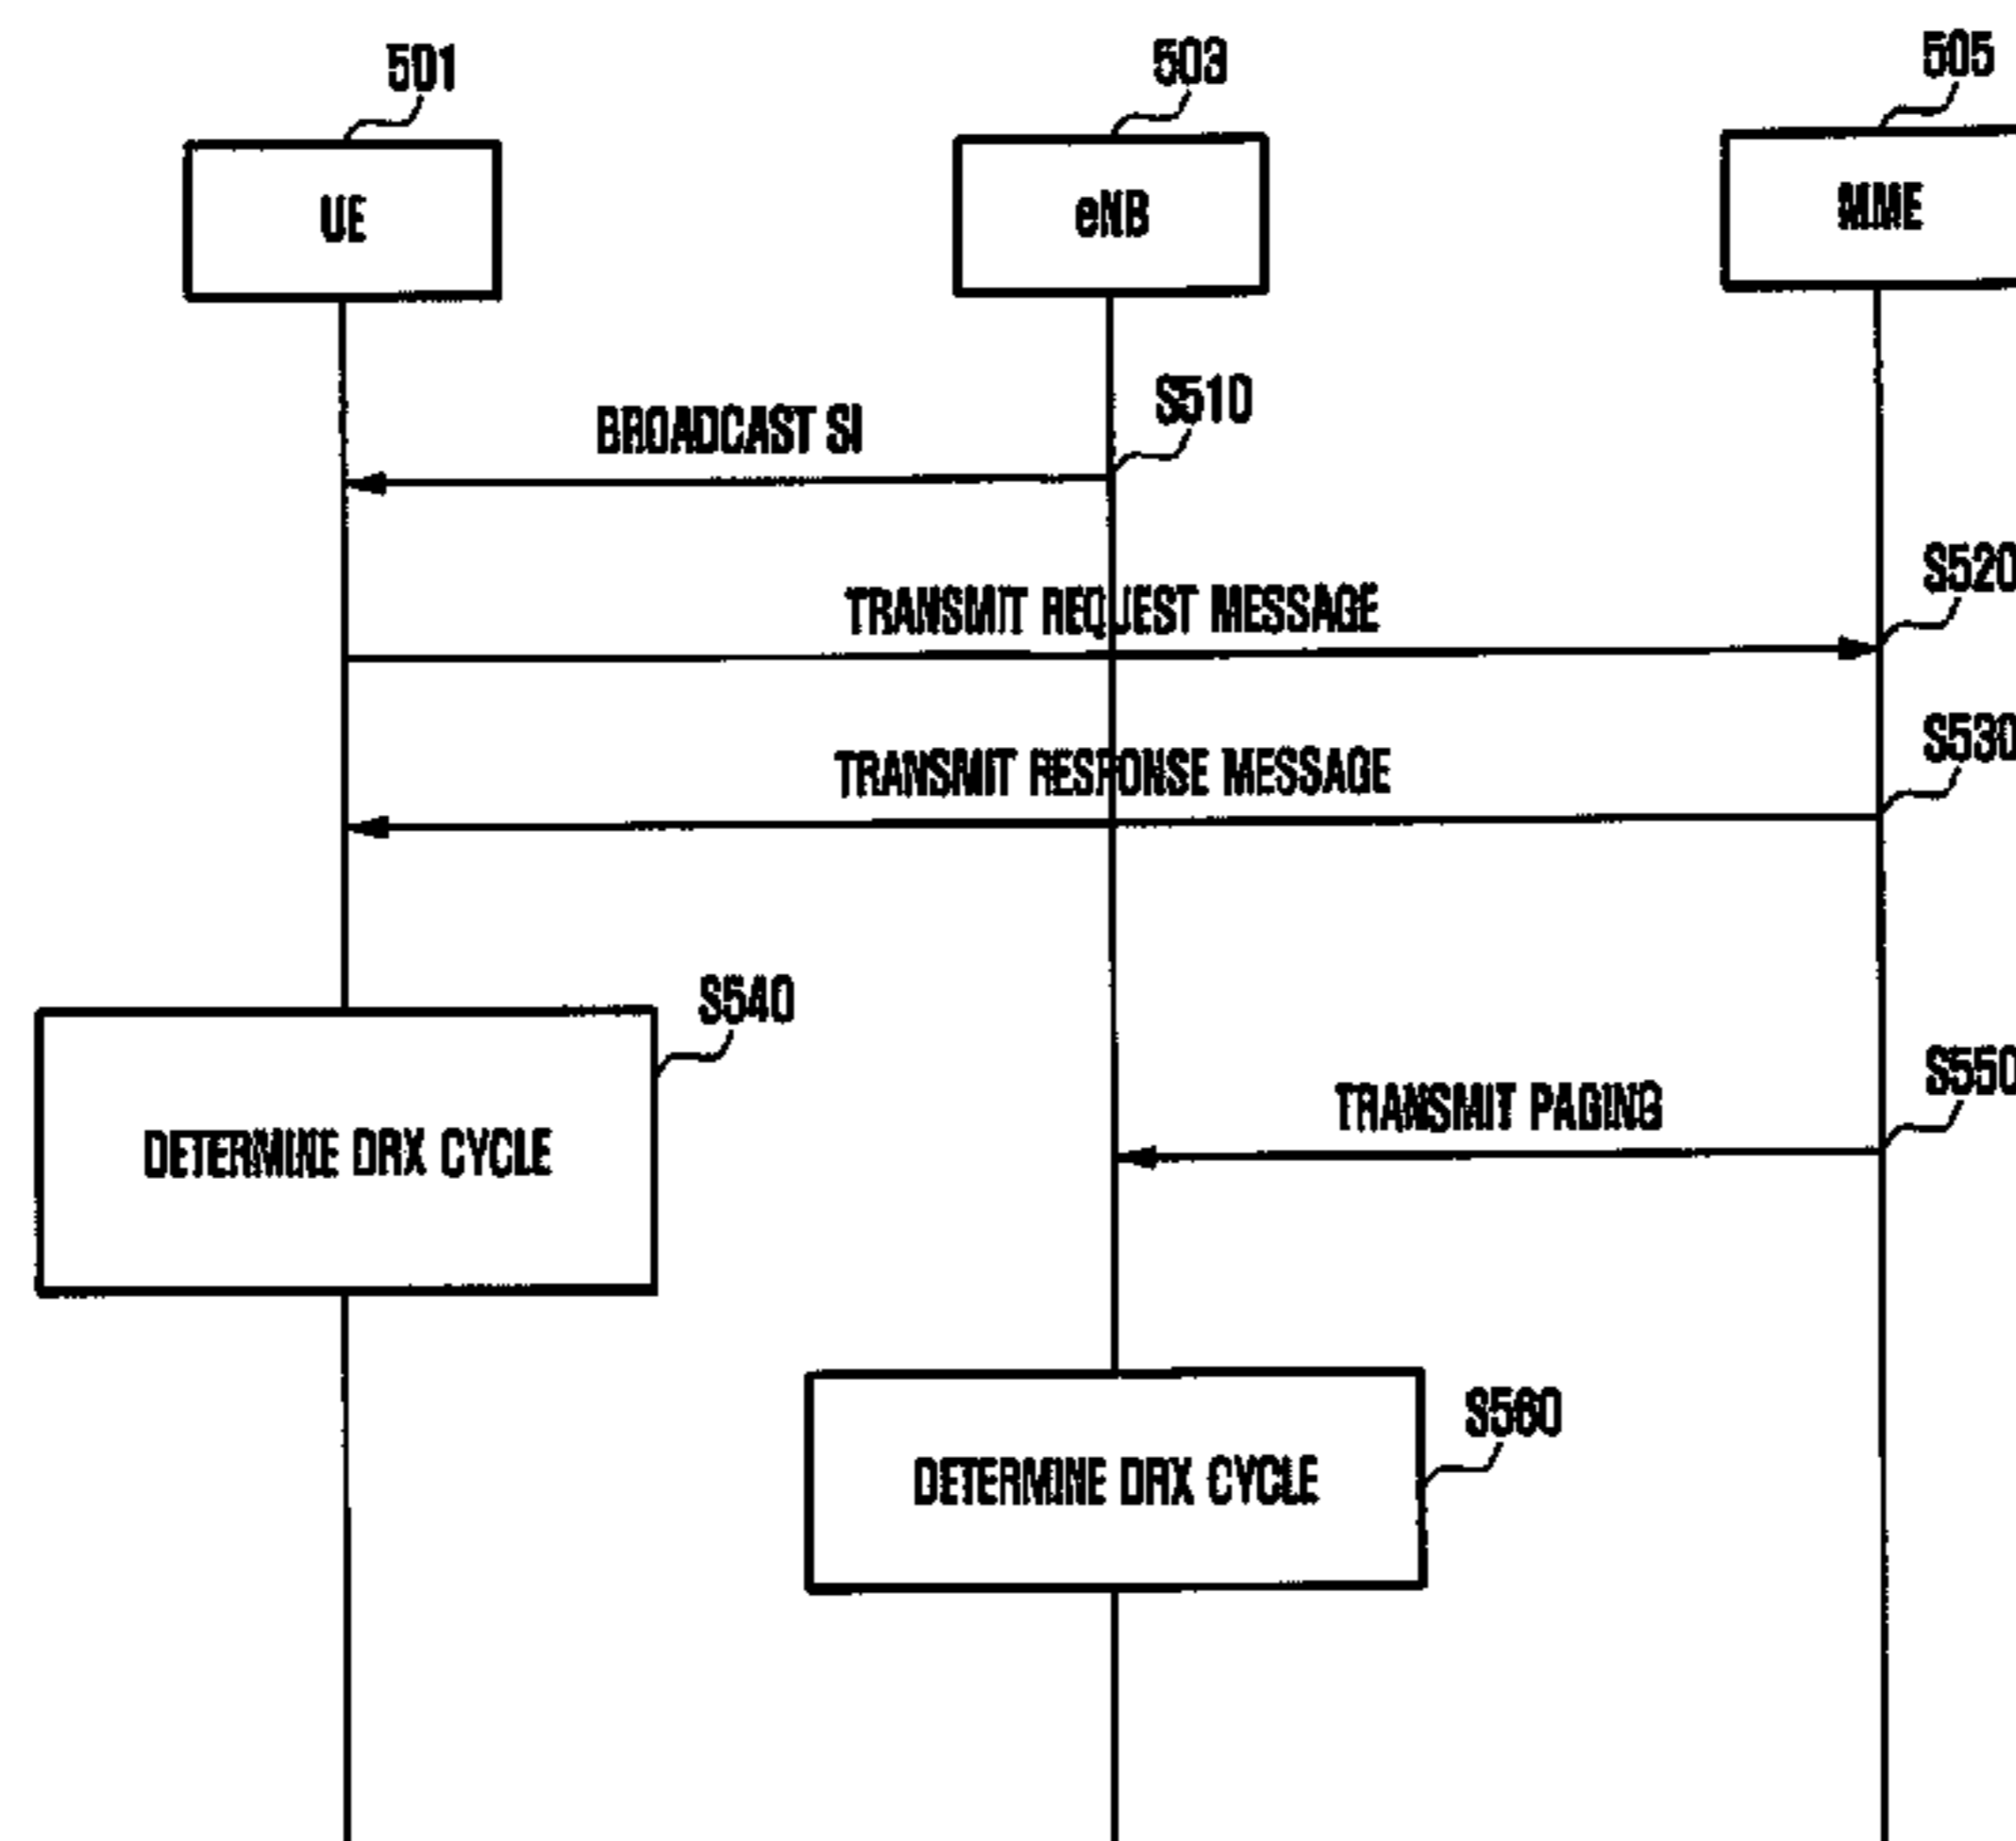 501
503
505
UE
eNB
MME
S510
BROADCAST SI
S520
TRANSMIT REQUEST MESSAGE
S530
TRANSMIT RESPONSE MESSAGE
S540
S550
TRANSMIT PAGING
DETERMINE DRX CYCLE
S560
DETERMINE DRX CYCLE